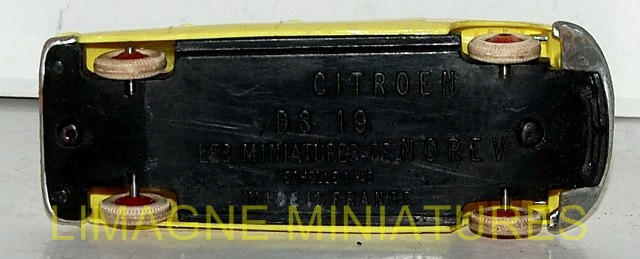 CITROEN
DS 19
LES MINIATURES DE NOREV
MADE IN FRANCE
LIMAGNE MINIATURES